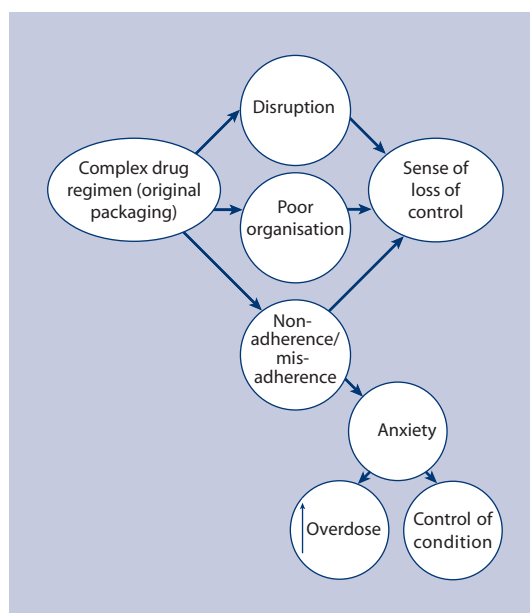 Disruption
Complex drug
regimen (original
packaging)
Sense of
loss of
control
Poor
organisation
Non-
adherence/
mis-
adherence
Anxiety
Overdose
Control of
condition